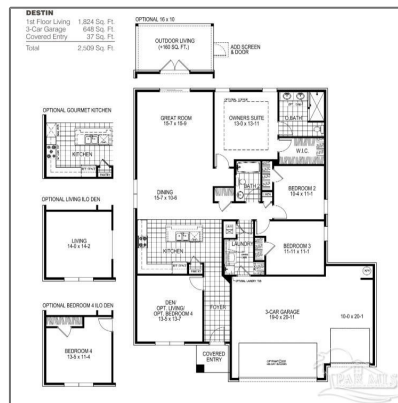 DESTIN
1st Floor Living 1,824 Sq. Ft.
3-Car Garage 648 Sq. Ft.
Covered Entry 37 Sq. Ft.
Total 2,509 Sq. Ft.
OPTIONAL 16 x 10
OUTDOOR LIVING
(+160 SQ. FT.)
ADD SCREEN
& DOOR
GREAT ROOM
15-7 x 16-8
OWNERS SUITE
13-0 x 13-11
O.BATH
W.I.C.
OPTIONAL GOURMET KITCHEN
KITCHEN
BATH
BEDROOM 2
10-4 x 11-1
DINING
15-7 x 10-6
OPTIONAL LIVING ILO DEN
LIVING
14-0 x 14-2
KITCHEN
LAUNDRY
BEDROOM 3
11-11 x 11-1
DEN/
OPT. LIVING/
OPT. BEDROOM 4
13-5 x 13-7
FOYER
3-CAR GARAGE
19-0 x 20-11
10-0 x 20-1
OPTIONAL BEDROOM 4 ILO DEN
BEDROOM 4
13-5 x 11-4
COVERED
ENTRY